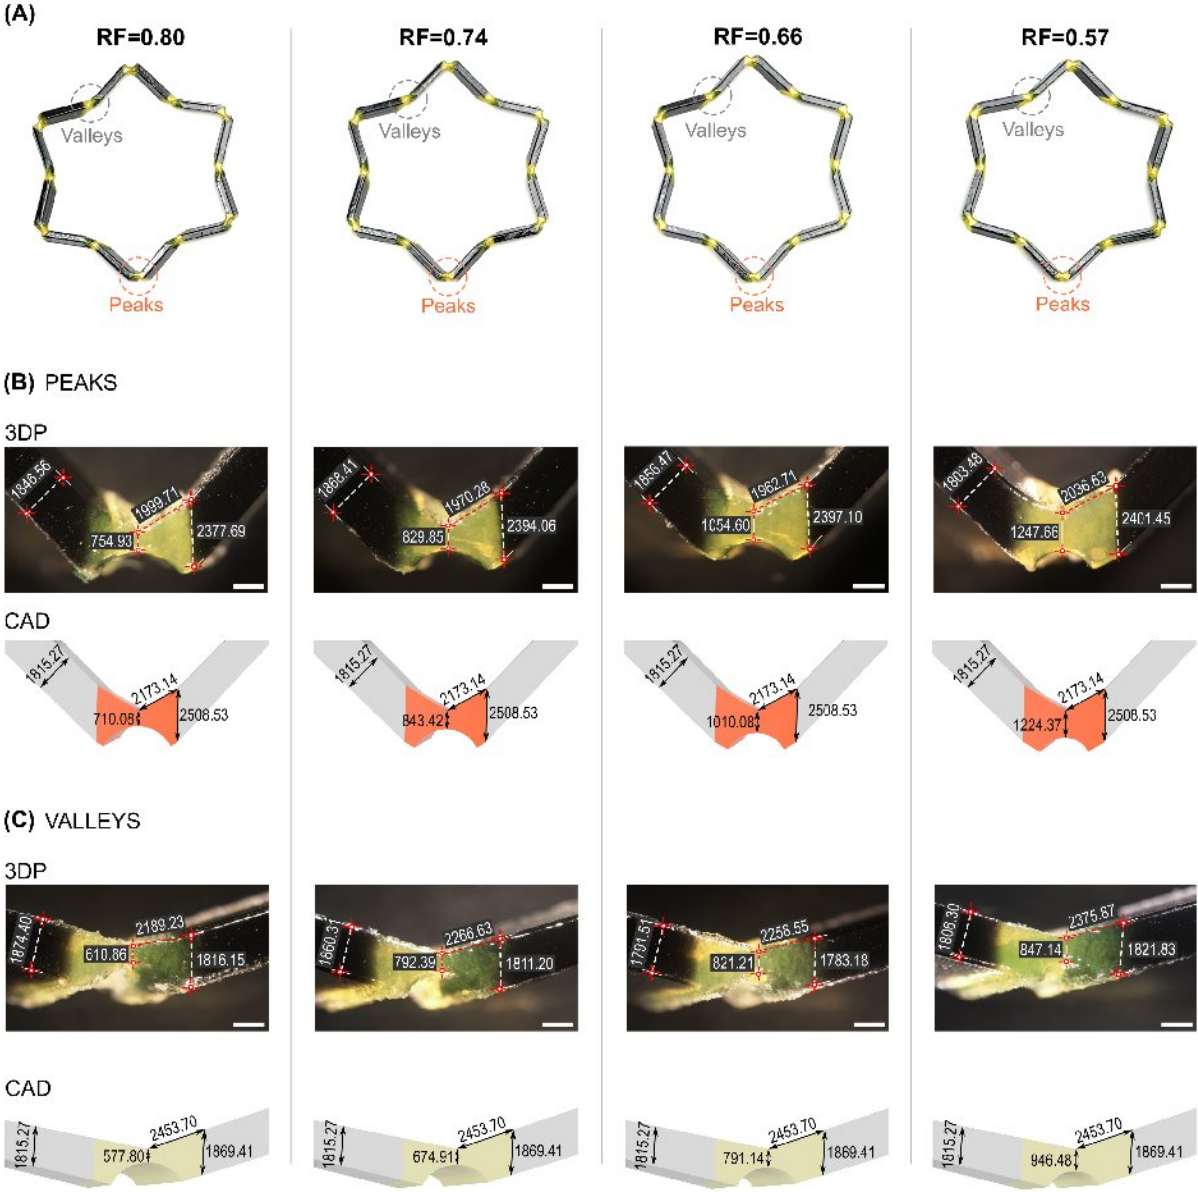 (A)
RF=0.80 RF=0.74 RF=0.66 RF=0.57
Valleys Valleys Valleys Valleys
Peaks Peaks Peaks Peaks
(B) PEAKS
3DP
1846.56 1999.71 754.93 2377.69
1868.41 1970.28 829.85 2394.06
1856.47 1962.71 1054.60 2397.10
1803.48 2036.63 1247.66 2401.45
CAD
1815.27 2173.14 710.08 2508.53
1815.27 2173.14 843.42 2508.53
1815.27 2173.14 1010.08 2508.53
1815.27 2173.14 1224.37 2508.53
(C) VALLEYS
3DP
1874.40 2189.23 610.86 1816.15
1860.31 2266.63 792.39 1811.20
1791.51 2256.55 821.21 1783.18
1806.30 2375.67 847.14 1821.83
CAD
1815.27 2453.70 577.80 1869.41
1815.27 2453.70 674.91 1869.41
1815.27 2453.70 791.14 1869.41
1815.27 2453.70 946.48 1869.41